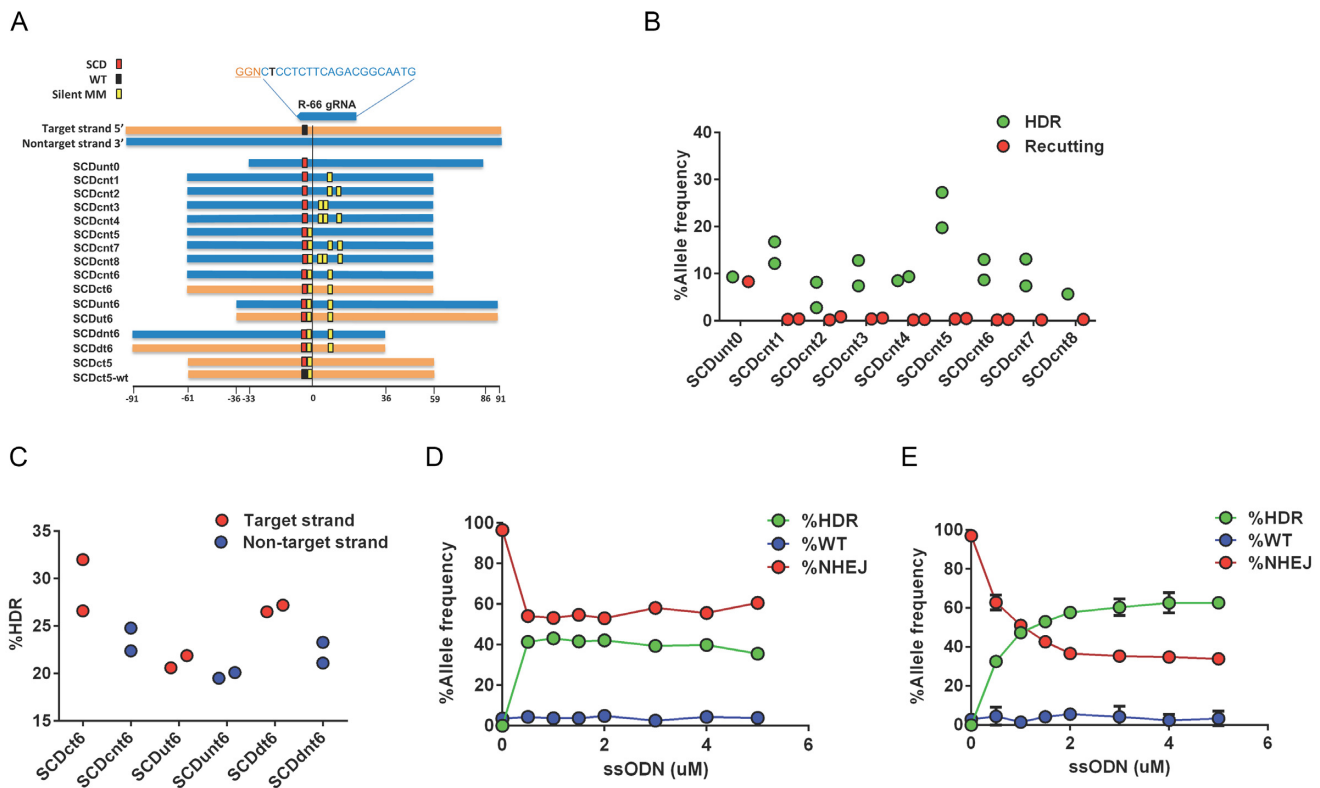 A
SCD
WT
Silent MM
GGNCTCCTCTTCAGACGGCAATG
R-66 gRNA
Target strand 5’
Nontarget strand 3’
SCDunt0
SCDcnt1
SCDcnt2
SCDcnt3
SCDcnt4
SCDcnt5
SCDcnt7
SCDcnt8
SCDcnt6
SCDct6
SCDunt6
SCDut6
SCDdnt6
SCDdt6
SCDct5
SCDct5-wt
-91 -61 -36 -33 0 36 59 86 91
B
HDR
Recutting
%Allele frequency
40
30
20
10
0
SCDunt0 SCDcnt1 SCDcnt2 SCDcnt3 SCDcnt4 SCDcnt5 SCDcnt6 SCDcnt7 SCDcnt8
C
Target strand
Non-target strand
%HDR
35
30
25
20
15
SCDct6 SCDcnt6 SCDut6 SCDunt6 SCDdt6 SCDdnt6
D
%HDR
%WT
%NHEJ
%Allele frequency
100
80
60
40
20
0
0 2 4 6
ssODN (uM)
E
%HDR
%WT
%NHEJ
%Allele frequency
100
80
60
40
20
0
0 2 4 6
ssODN (uM)